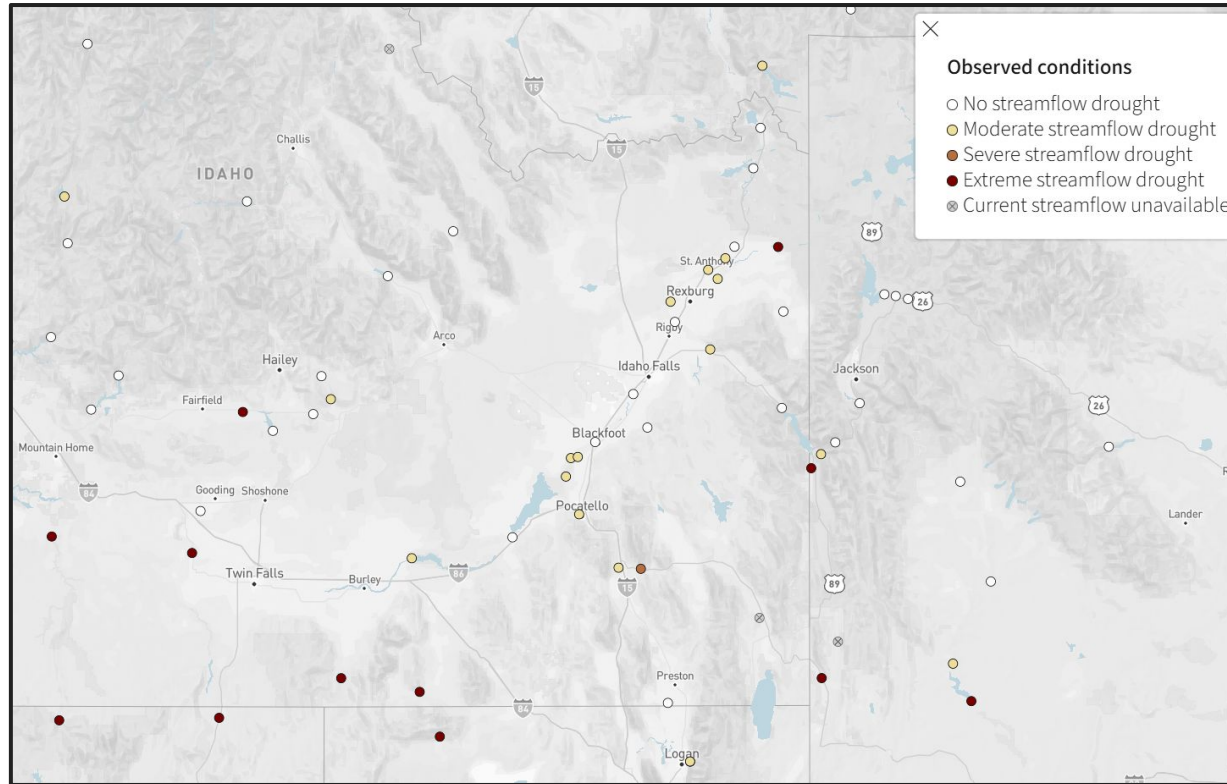 Observed conditions
No streamflow drought
Moderate streamflow drought
Severe streamflow drought
Extreme streamflow drought
Current streamflow unavailable
15
Challis
15
IDAHO
89
St. Anthony
Rexburg
26
Rigby
Arco
Hailey
Idaho Falls
Jackson
Fairfield
26
Blackfoot
Mountain Home
84
Gooding
Shoshone
Pocatello
Lander
Twin Falls
Burley
86
15
89
Preston
84
Logan